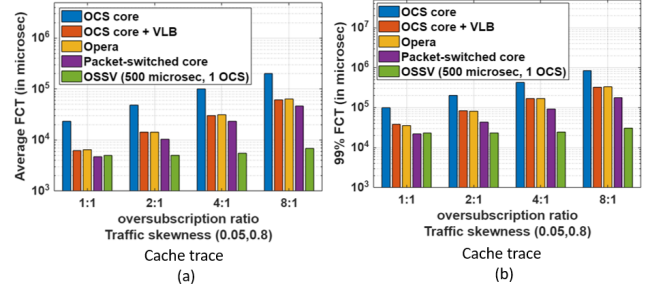 OCS core
OCS core + VLB
Opera
Packet-switched core
OSSV (500 microsec, 1 OCS)
Average FCT (in microsec)
10^6
10^5
10^4
10^3
1:1 2:1 4:1 8:1
oversubscription ratio
Traffic skewness (0.05,0.8)
Cache trace
(a)
OCS core
OCS core + VLB
Opera
Packet-switched core
OSSV (500 microsec, 1 OCS)
99% FCT (in microsec)
10^7
10^6
10^5
10^4
10^3
1:1 2:1 4:1 8:1
oversubscription ratio
Traffic skewness (0.05,0.8)
Cache trace
(b)